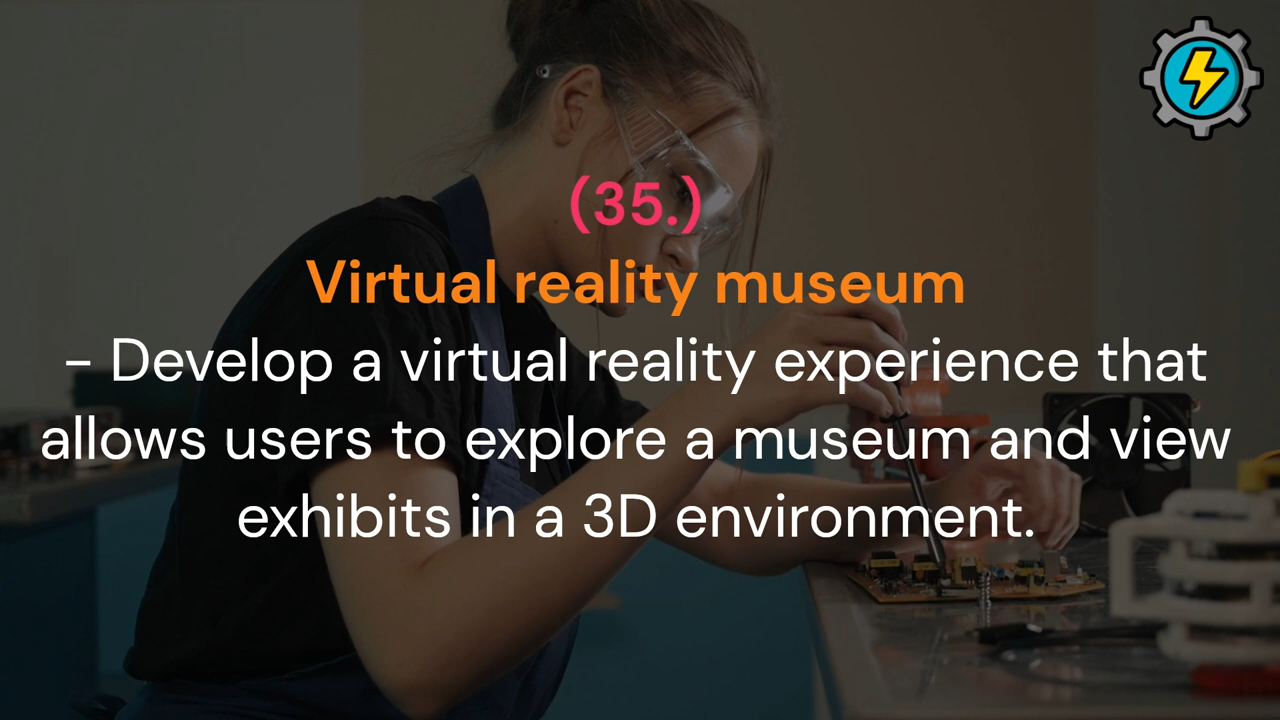 (35.)
Virtual reality museum
- Develop a virtual reality experience that
allows users to explore a museum and view
exhibits in a 3D environment.